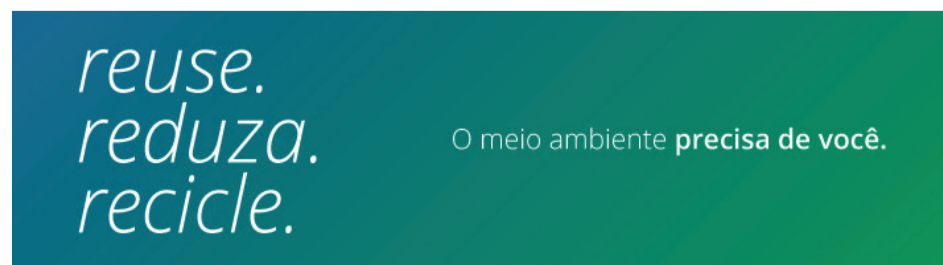 reuse.
reduza.
recicle.
O meio ambiente precisa de você.